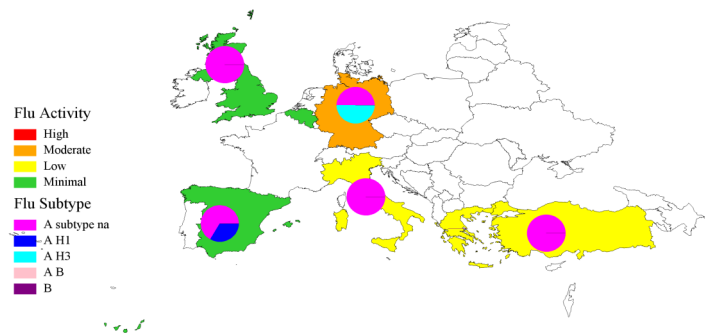 Flu Activity
High
Moderate
Low
Minimal
Flu Subtype
A subtype na
A H1
A H3
A B
B